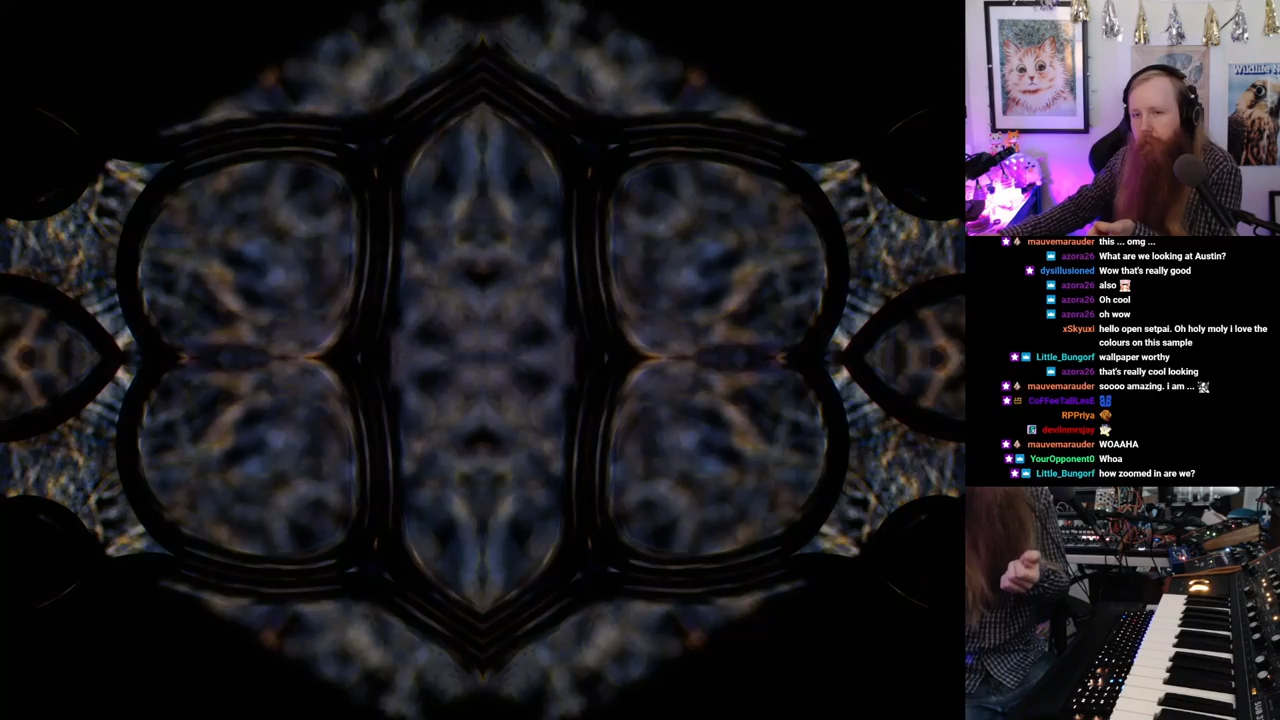 Wildlife
mauvemarauder this ... omg ...
azora26 What are we looking at Austin?
dysillusioned Wow that's really good
azora26 also
azora26 Oh cool
azora26 oh wow
xSkyuxi hello open setpai. Oh holy moly i love the
colours on this sample
Little_Bungorf wallpaper worthy
azora26 that's really cool looking
mauvemarauder soooo amazing. i am ...
CoFFeeTaBLesE
RPPriya
devilnmrsjay
mauvemarauder WOAAHA
YourOpponent0 Whoa
Little_Bungorf how zoomed in are we?
SUB